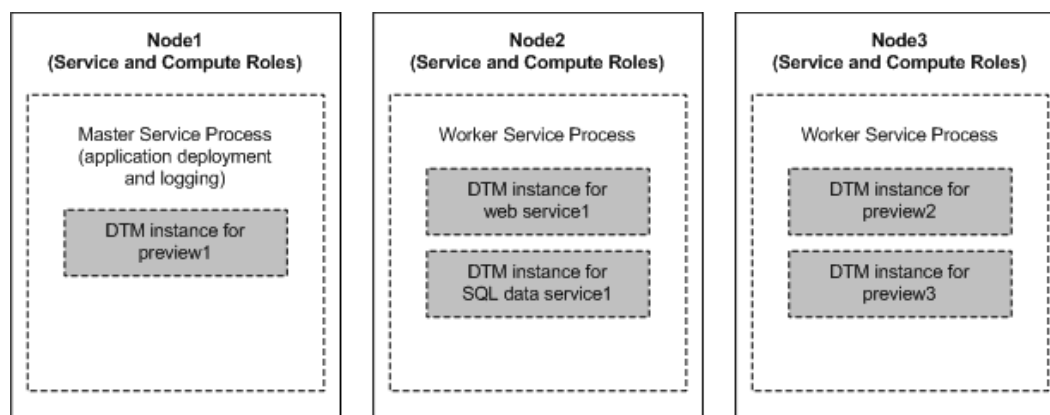 Node1
(Service and Compute Roles)
Master Service Process
(application deployment
and logging)
DTM instance for
preview1
Node2
(Service and Compute Roles)
Worker Service Process
DTM instance for
web service1
DTM instance for
SQL data service1
Node3
(Service and Compute Roles)
Worker Service Process
DTM instance for
preview2
DTM instance for
preview3